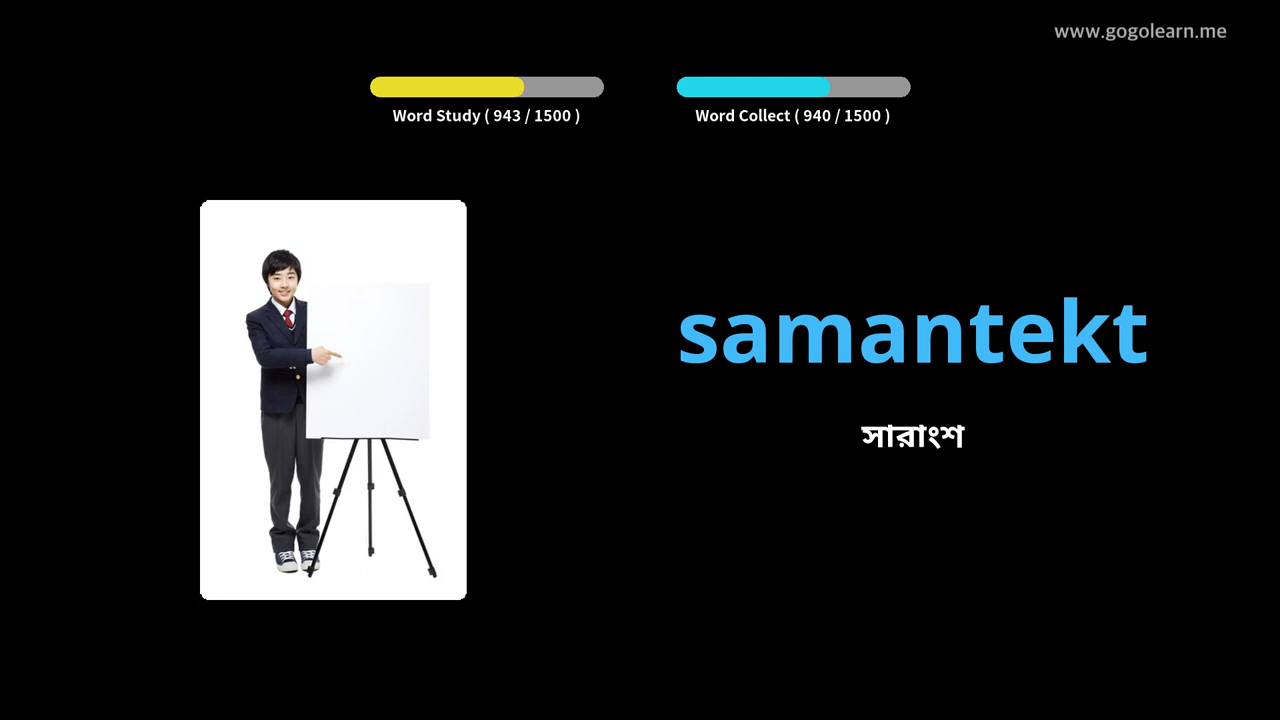 www.gogolearn.me
Word Study ( 943 / 1500 )
Word Collect ( 940 / 1500 )
samantekt
সারাংশ